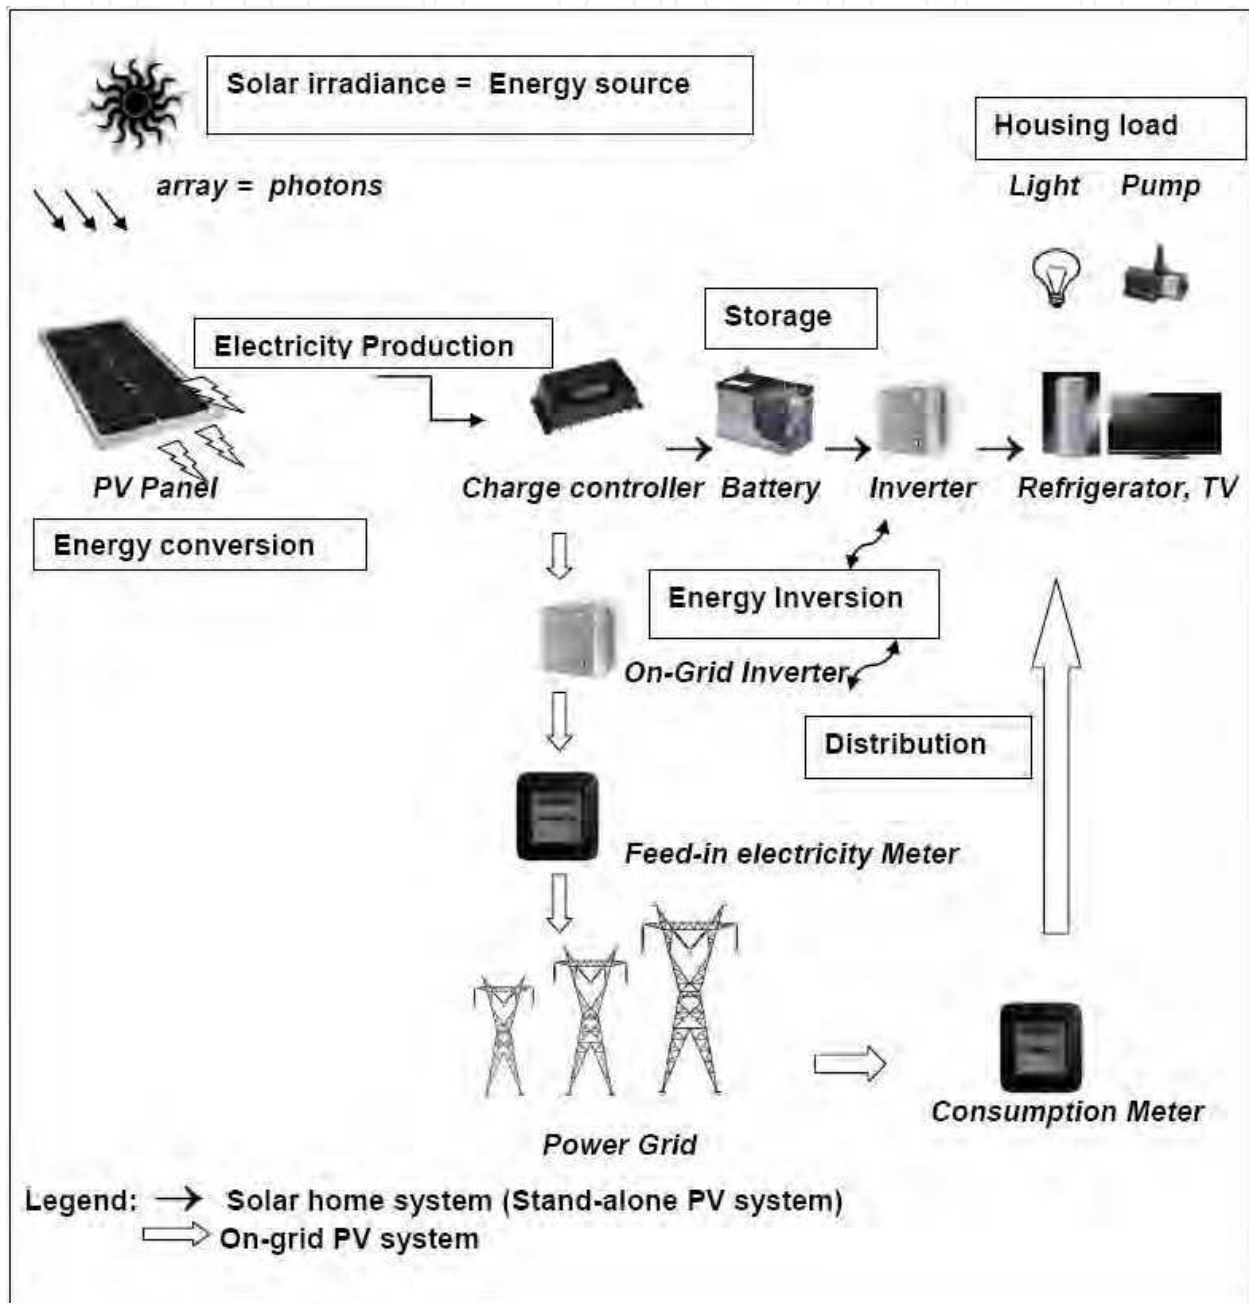 Solar irradiance = Energy source
Housing load
array = photons
Light Pump
Storage
Electricity Production
PV Panel
Charge controller Battery Inverter Refrigerator, TV
Energy conversion
Energy Inversion
On-Grid Inverter
Distribution
Feed-in electricity Meter
Consumption Meter
Power Grid
Legend: → Solar home system (Stand-alone PV system)
⇨ On-grid PV system